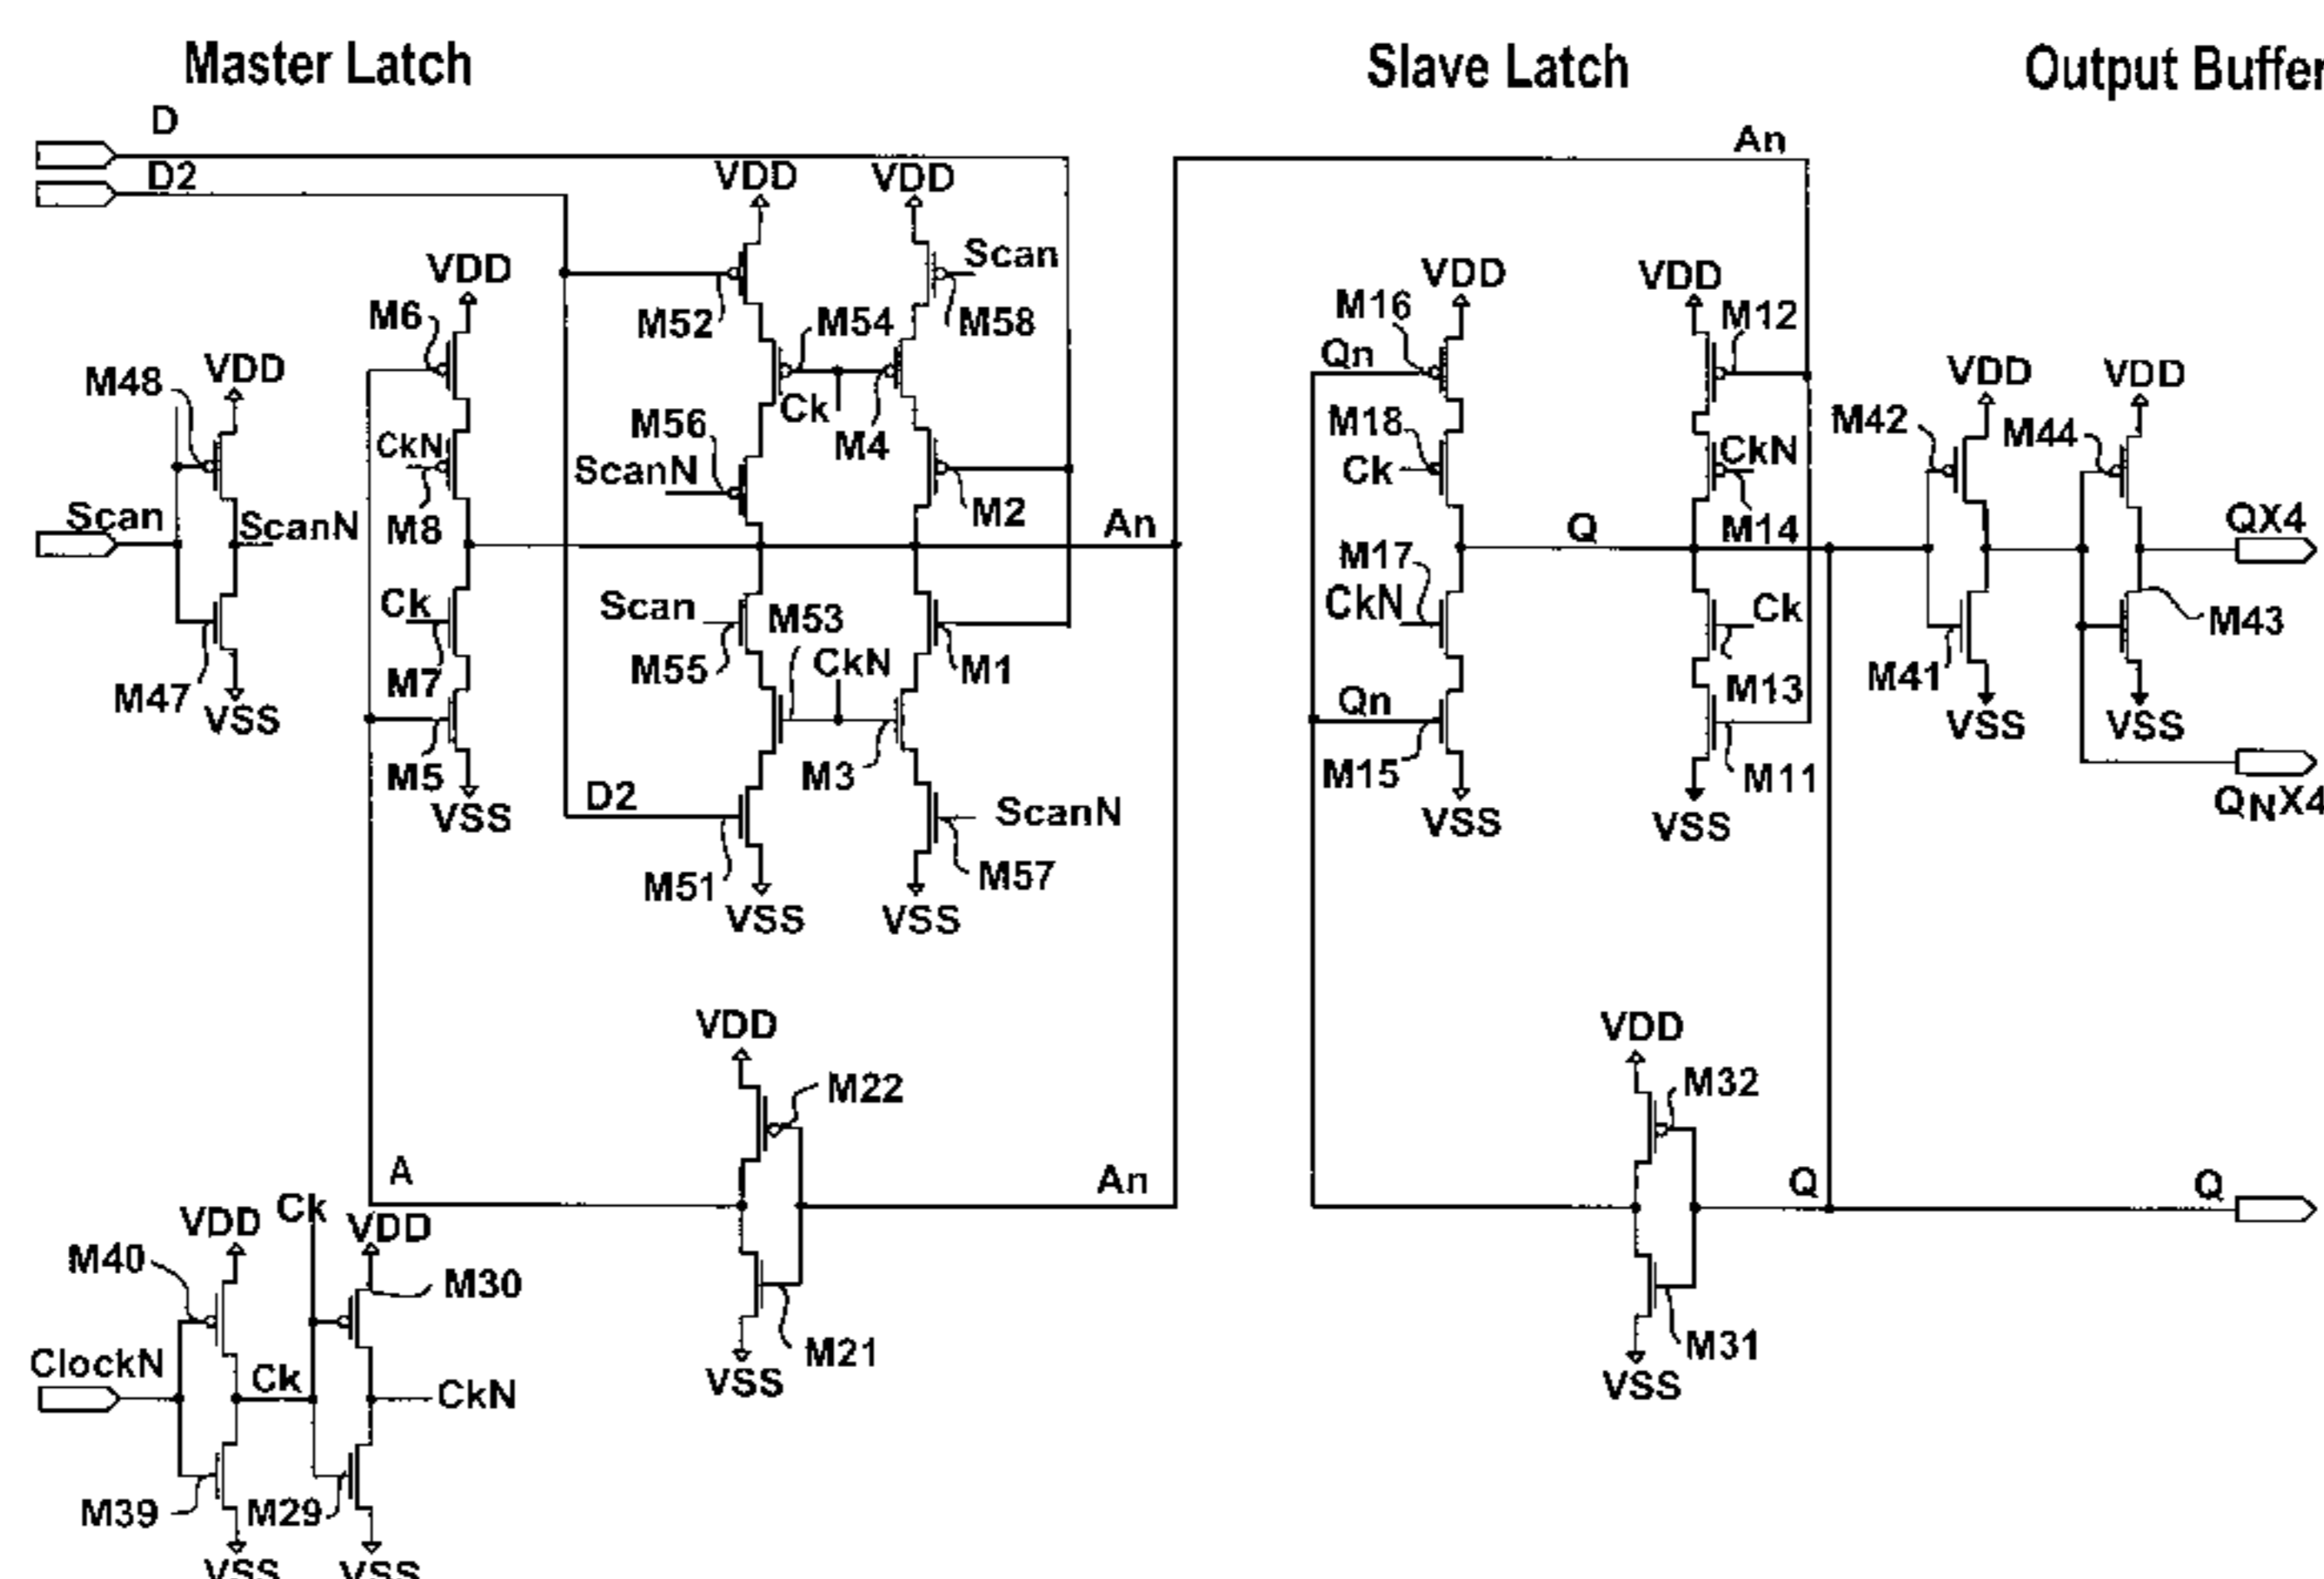 Master Latch
Slave Latch
Output Buffer
D
D2
VDD
VDD
An
Scan
M58
M52
M54
M4
Ck
M56
ScanN
M2
VDD
M6
CkN
M8
Ck
M7
M5
VSS
M48
VDD
Scan
ScanN
M47
VSS
An
Scan
M55
M53
CkN
M1
M3
D2
M51
VSS
ScanN
M57
VSS
VDD
M16
Qn
M18
Ck
M17
CkN
Qn
M15
VSS
VDD
M12
CkN
M14
Q
Ck
M13
M11
VSS
VDD
M42
M41
VSS
VDD
M44
M43
VSS
QX4
QNX4
VDD
M22
A
An
M21
VSS
VDD
M32
Q
Q
M31
VSS
Ck
VDD
M40
VDD
M30
ClockN
Ck
CkN
M39
M29
VSS
VSS